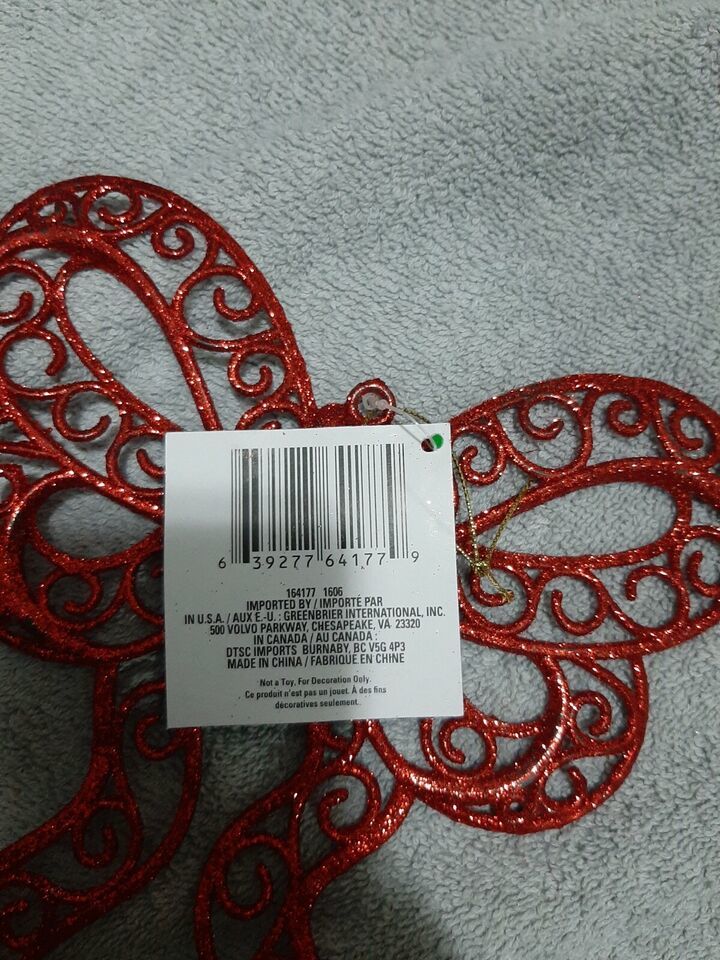 6 39277 64177 9
164177 1606
IMPORTED BY / IMPORTÉ PAR
IN U.S.A. / AUX E.-U. : GREENBRIER INTERNATIONAL, INC.
500 VOLVO PARKWAY, CHESAPEAKE, VA 23320
IN CANADA / AU CANADA :
DTSC IMPORTS BURNABY, BC V5G 4P3
MADE IN CHINA / FABRIQUÉ EN CHINE
Not a Toy, For Decoration Only.
Ce produit n'est pas un jouet. À des fins
décoratives seulement.